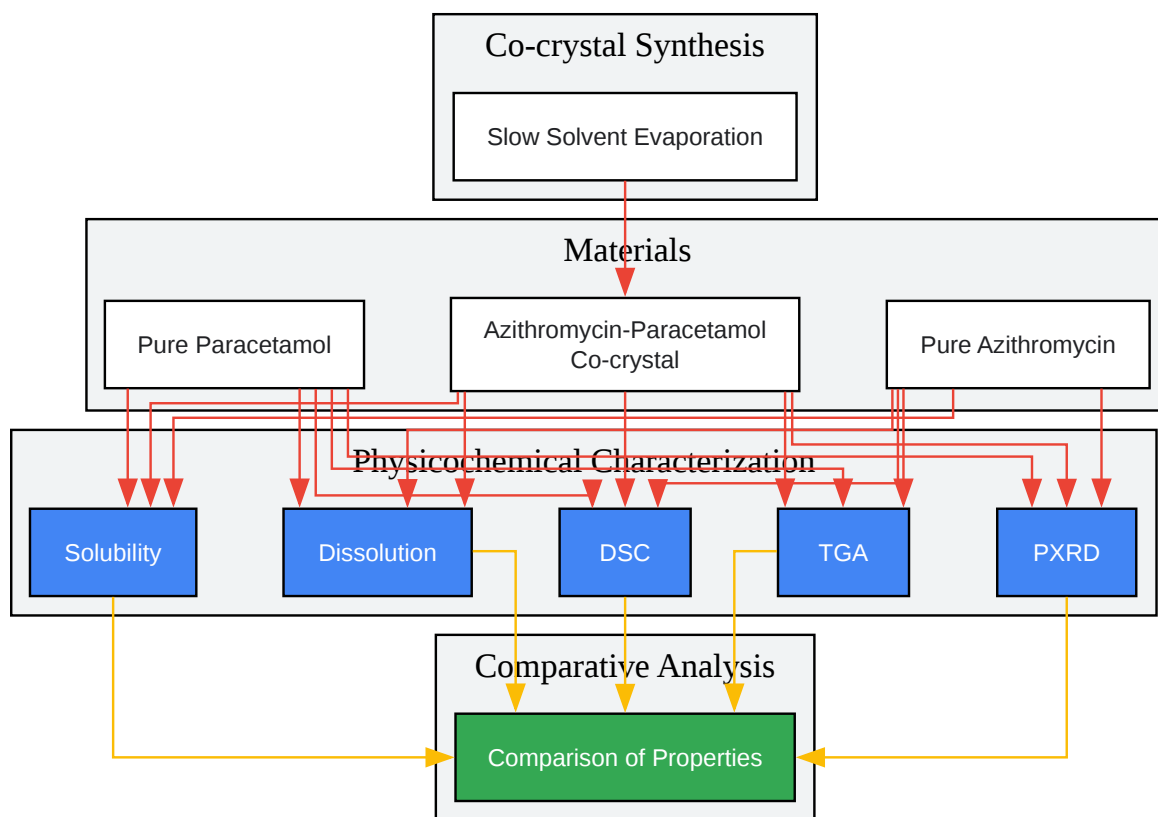 Co-crystal Synthesis
Slow Solvent Evaporation
Materials
Pure Paracetamol
Azithromycin-Paracetamol
Co-crystal
Pure Azithromycin
Physicochemical Characterization
Solubility
Dissolution
DSC
TGA
PXRD
Comparative Analysis
Comparison of Properties